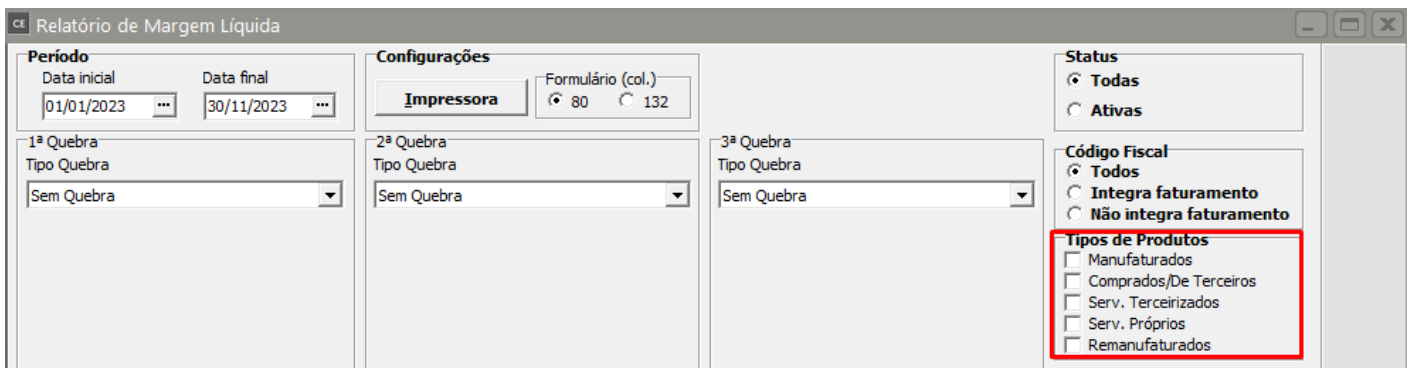 CE Relatório de Margem Líquida
Período
Data inicial
Data final
01/01/2023 ...
30/11/2023 ...
Configurações
Impressora
Formulário (col.)
80
132
Status
Todas
Ativas
1ª Quebra
Tipo Quebra
Sem Quebra
2ª Quebra
Tipo Quebra
Sem Quebra
3ª Quebra
Tipo Quebra
Sem Quebra
Código Fiscal
Todos
Integra faturamento
Não integra faturamento
Tipos de Produtos
Manufaturados
Comprados/De Terceiros
Serv. Terceirizados
Serv. Próprios
Remanufaturados